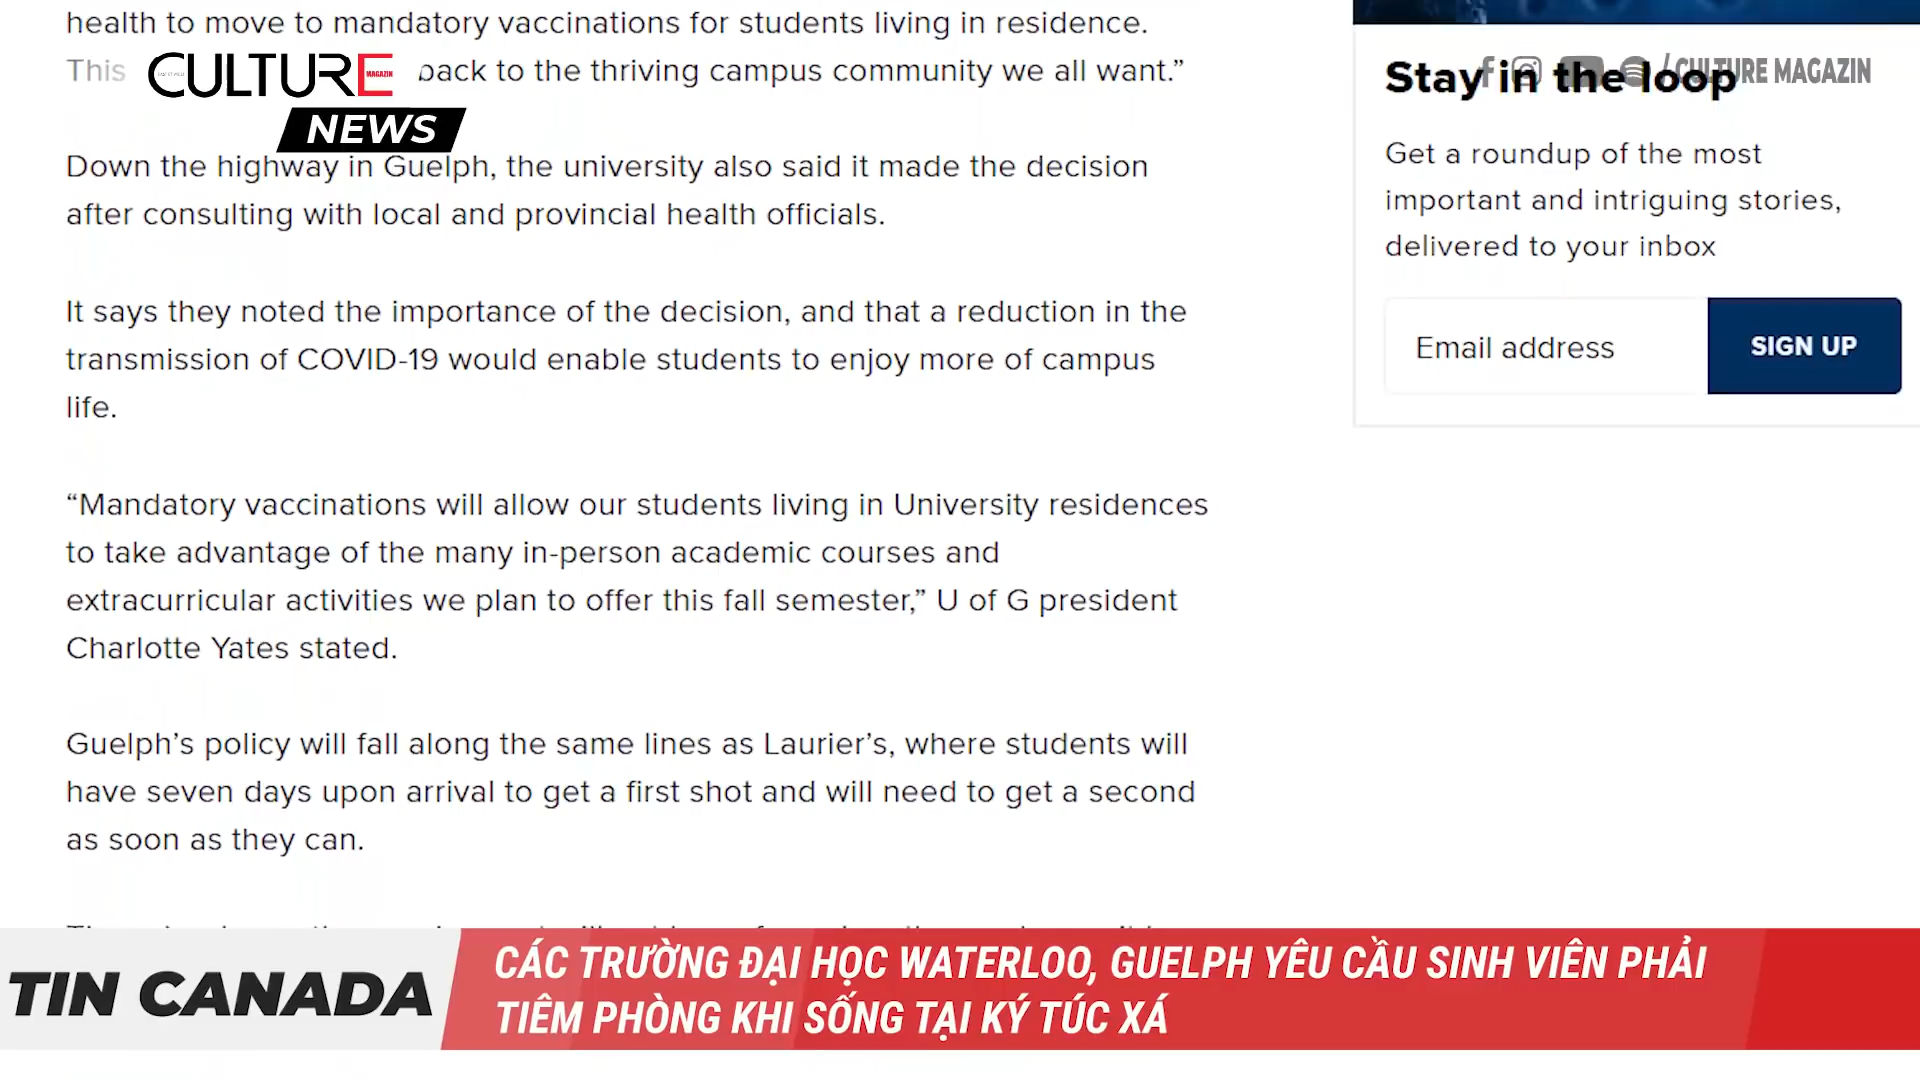 health to move to mandatory vaccinations for students living in residence.
This back to the thriving campus community we all want.”
CULTURE
MAGAZIN
NEWS
Down the highway in Guelph, the university also said it made the decision
after consulting with local and provincial health officials.
It says they noted the importance of the decision, and that a reduction in the
transmission of COVID-19 would enable students to enjoy more of campus
life.
“Mandatory vaccinations will allow our students living in University residences
to take advantage of the many in-person academic courses and
extracurricular activities we plan to offer this fall semester,” U of G president
Charlotte Yates stated.
Guelph’s policy will fall along the same lines as Laurier’s, where students will
have seven days upon arrival to get a first shot and will need to get a second
as soon as they can.
Stay in the loop
/CULTURE MAGAZIN
Get a roundup of the most
important and intriguing stories,
delivered to your inbox
Email address
SIGN UP
TIN CANADA
CÁC TRƯỜNG ĐẠI HỌC WATERLOO, GUELPH YÊU CẦU SINH VIÊN PHẢI
TIÊM PHÒNG KHI SỐNG TẠI KÝ TÚC XÁ